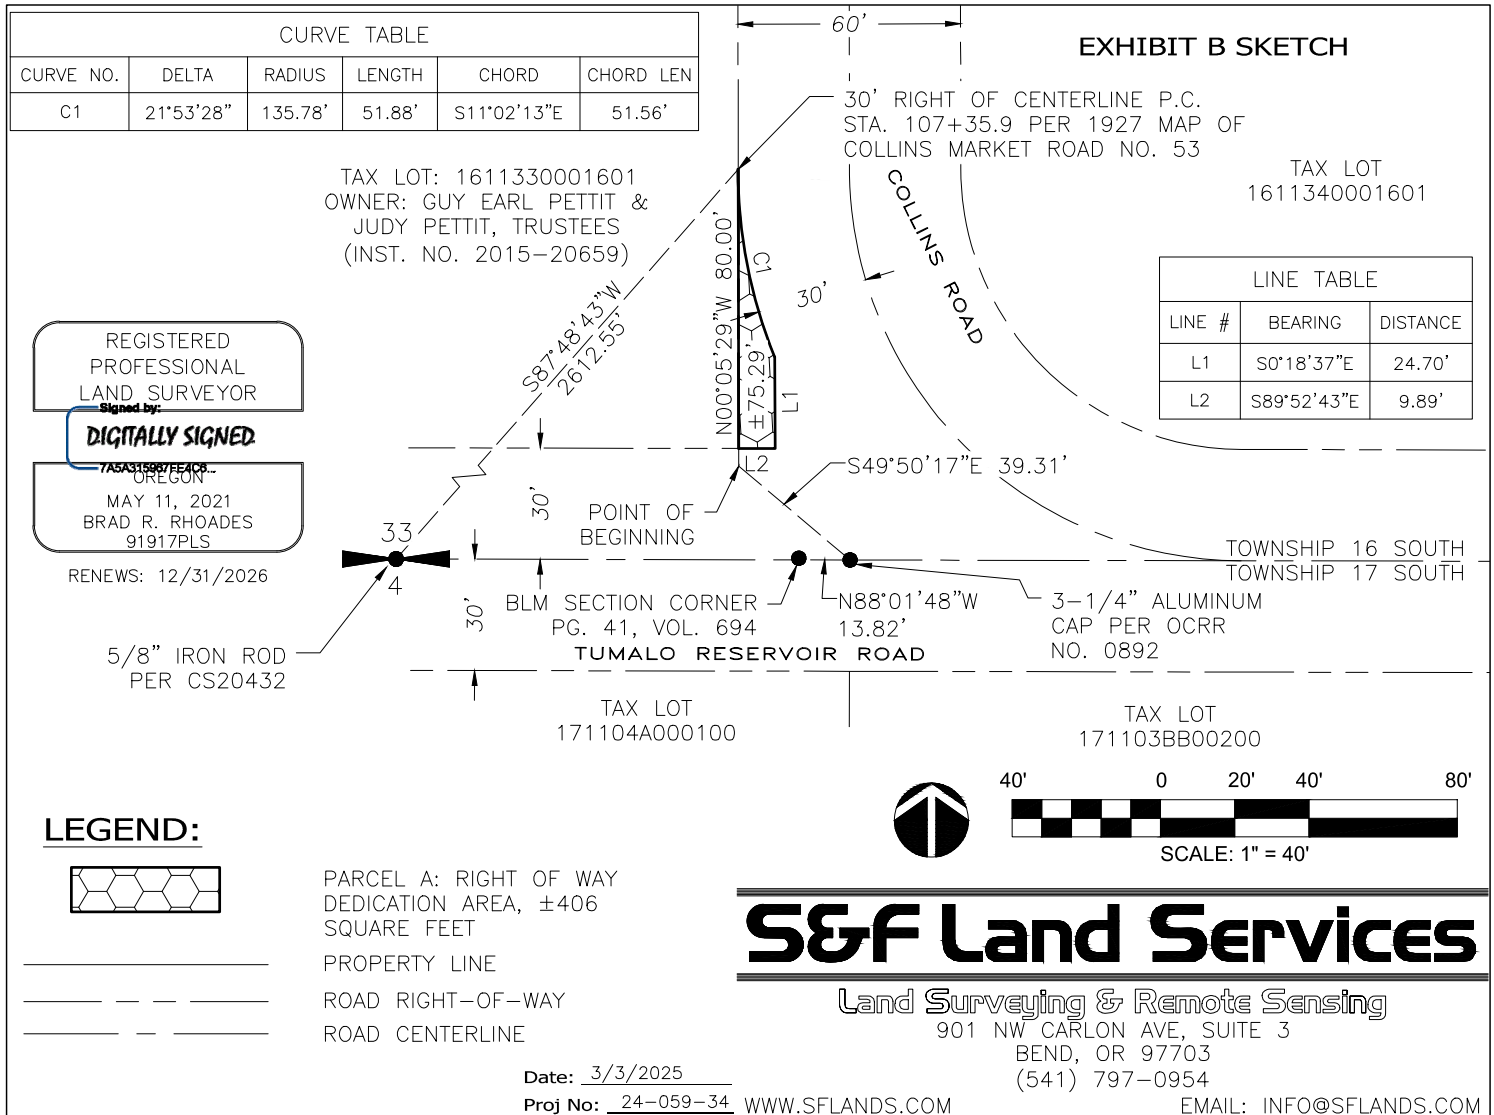 CURVE TABLE
CURVE NO. DELTA RADIUS LENGTH CHORD CHORD LEN
C1 21°53'28" 135.78' 51.88' S11°02'13"E 51.56'
60'
EXHIBIT B SKETCH
30' RIGHT OF CENTERLINE P.C.
STA. 107+35.9 PER 1927 MAP OF
COLLINS MARKET ROAD NO. 53
TAX LOT
1611340001601
TAX LOT: 1611330001601
OWNER: GUY EARL PETTIT &
JUDY PETTIT, TRUSTEES
(INST. NO. 2015-20659)
COLLINS ROAD
N00°05'29"W 80.00'
C1
30'
±75.29'
L1
L2
S87°48'43"W
2612.55'
LINE TABLE
LINE # BEARING DISTANCE
L1 S0°18'37"E 24.70'
L2 S89°52'43"E 9.89'
REGISTERED
PROFESSIONAL
LAND SURVEYOR
Signed by:
DIGITALLY SIGNED
7A5A315967FE4C6...
OREGON
MAY 11, 2021
BRAD R. RHOADES
91917PLS
RENEWS: 12/31/2026
S49°50'17"E 39.31'
POINT OF
BEGINNING
30'
33
4
30'
TOWNSHIP 16 SOUTH
TOWNSHIP 17 SOUTH
BLM SECTION CORNER
PG. 41, VOL. 694
N88°01'48"W
13.82'
3-1/4" ALUMINUM
CAP PER OCRR
NO. 0892
5/8" IRON ROD
PER CS20432
TUMALO RESERVOIR ROAD
TAX LOT
171104A000100
TAX LOT
171103BB00200
40' 0 20' 40' 80'
SCALE: 1" = 40'
LEGEND:
PARCEL A: RIGHT OF WAY
DEDICATION AREA, ±406
SQUARE FEET
PROPERTY LINE
ROAD RIGHT-OF-WAY
ROAD CENTERLINE
S&F Land Services
Land Surveying & Remote Sensing
901 NW CARLON AVE, SUITE 3
BEND, OR 97703
(541) 797-0954
Date: 3/3/2025
Proj No: 24-059-34
WWW.SFLANDS.COM EMAIL: INFO@SFLANDS.COM